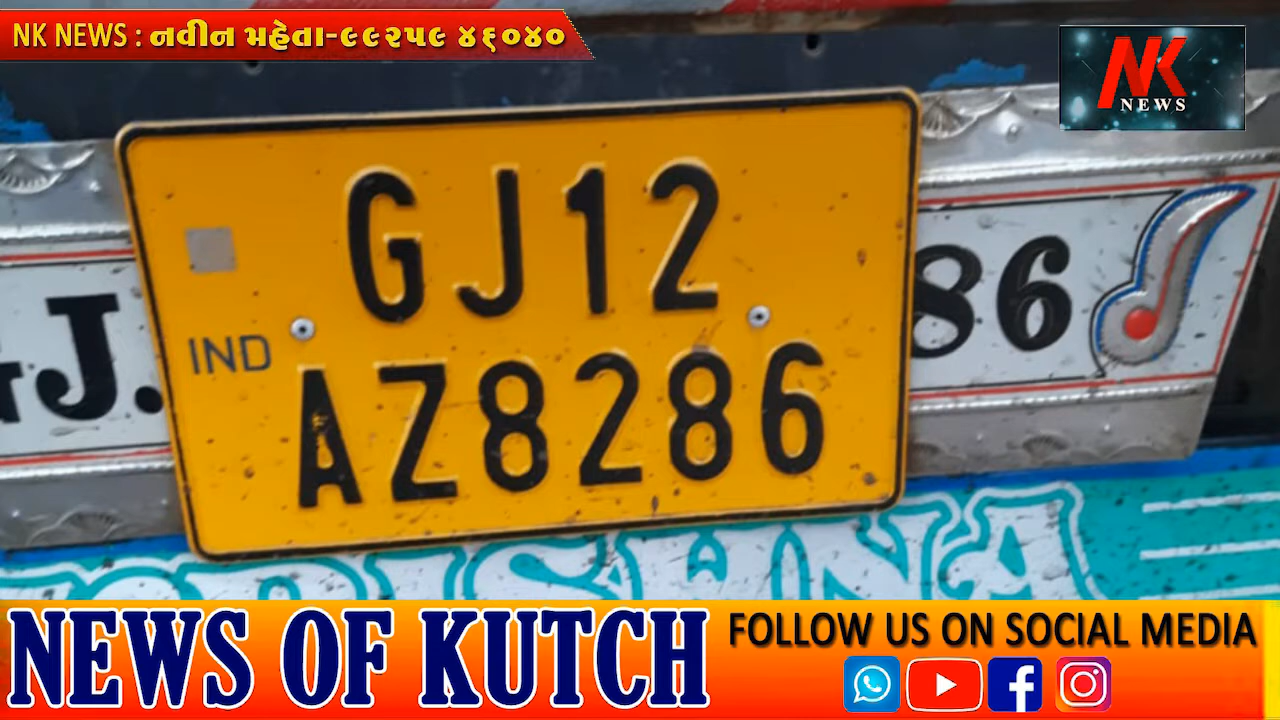 NK NEWS : નવીન મહેતા-૯૯૨૫૯ ૪૬૦૪૦
NK
NEWS
GJ12
IND
AZ8286
J.
86
NEWS OF KUTCH
FOLLOW US ON SOCIAL MEDIA